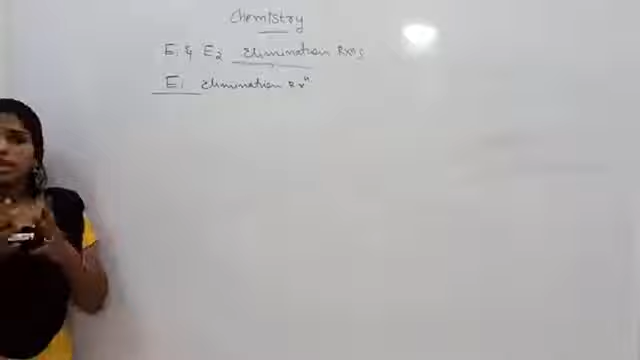 Chemistry
E1 & E2 Elimination Rxns
E1 Elimination Rxn